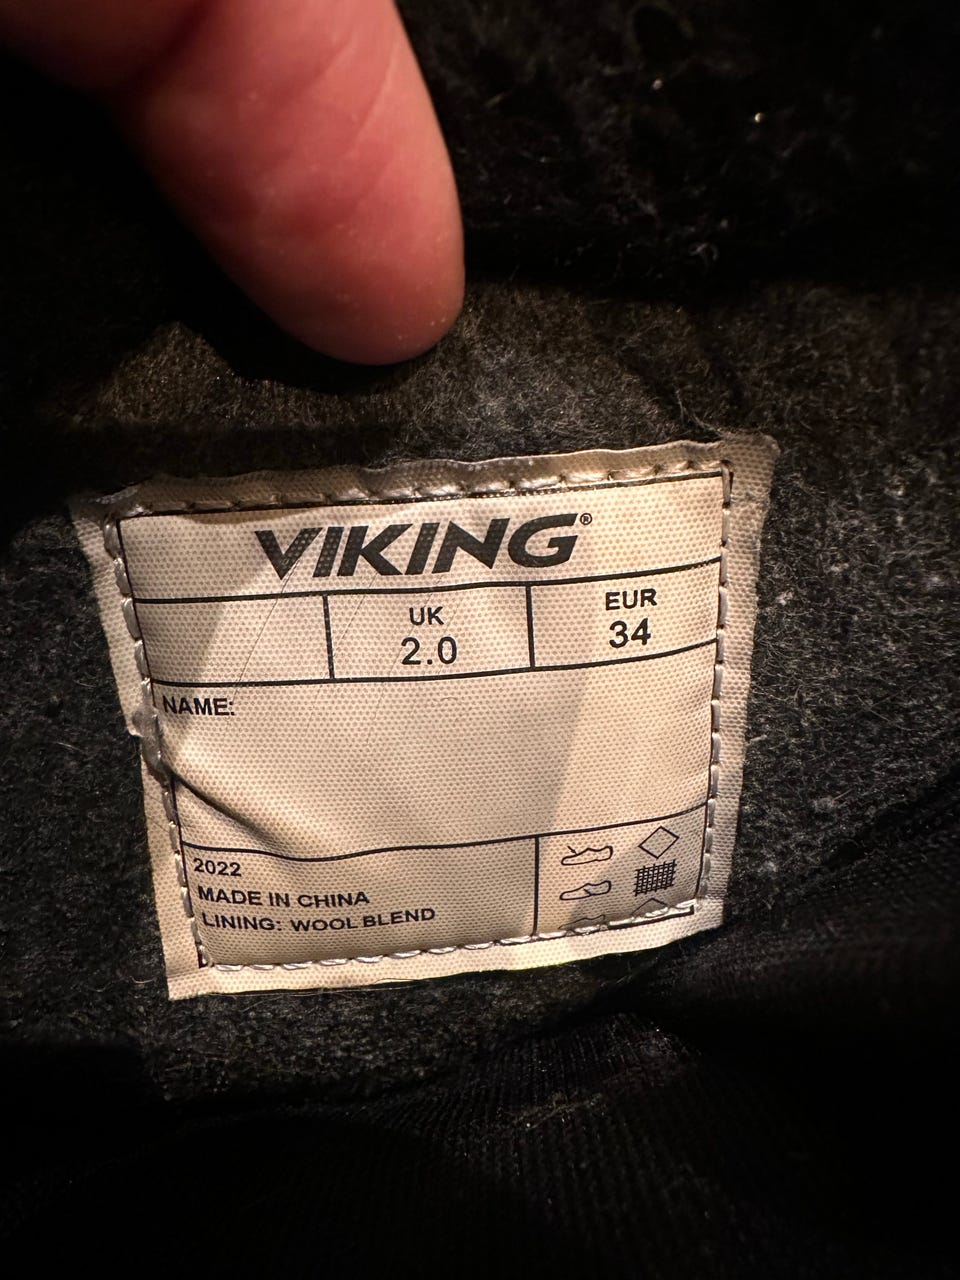 VIKING®
UK EUR
2.0 34
NAME:
2022
MADE IN CHINA
LINING: WOOL BLEND